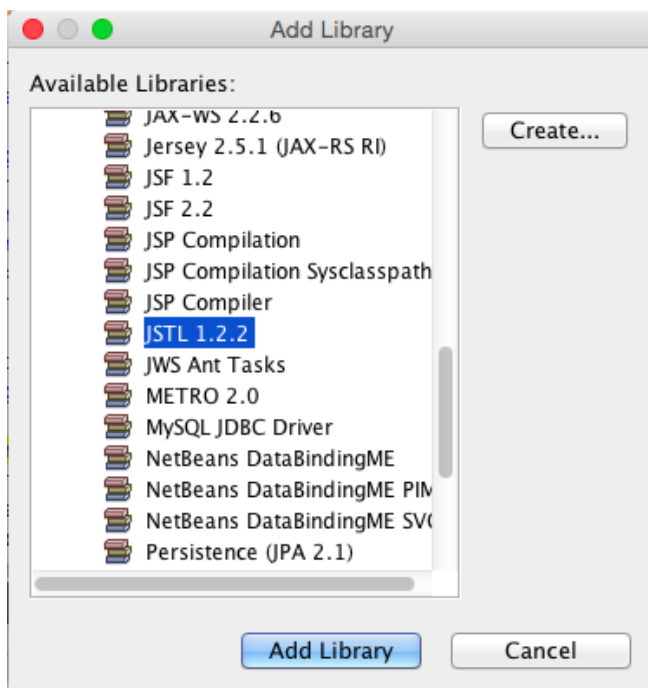 Add Library
Available Libraries:
JAX-WS 2.2.6
Create...
Jersey 2.5.1 (JAX-RS RI)
JSF 1.2
JSF 2.2
JSP Compilation
JSP Compilation Sysclasspath
JSP Compiler
JSTL 1.2.2
JWS Ant Tasks
METRO 2.0
MySQL JDBC Driver
NetBeans DataBindingME
NetBeans DataBindingME PIM
NetBeans DataBindingME SV
Persistence (JPA 2.1)
Add Library
Cancel